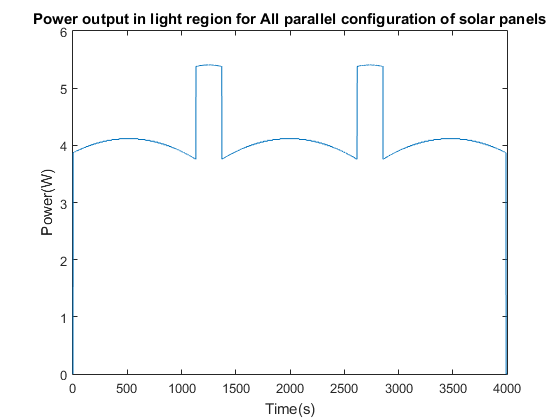 Power output in light region for All parallel configuration of solar panels
6
5
4
3
2
1
0
Power(W)
0 500 1000 1500 2000 2500 3000 3500 4000
Time(s)